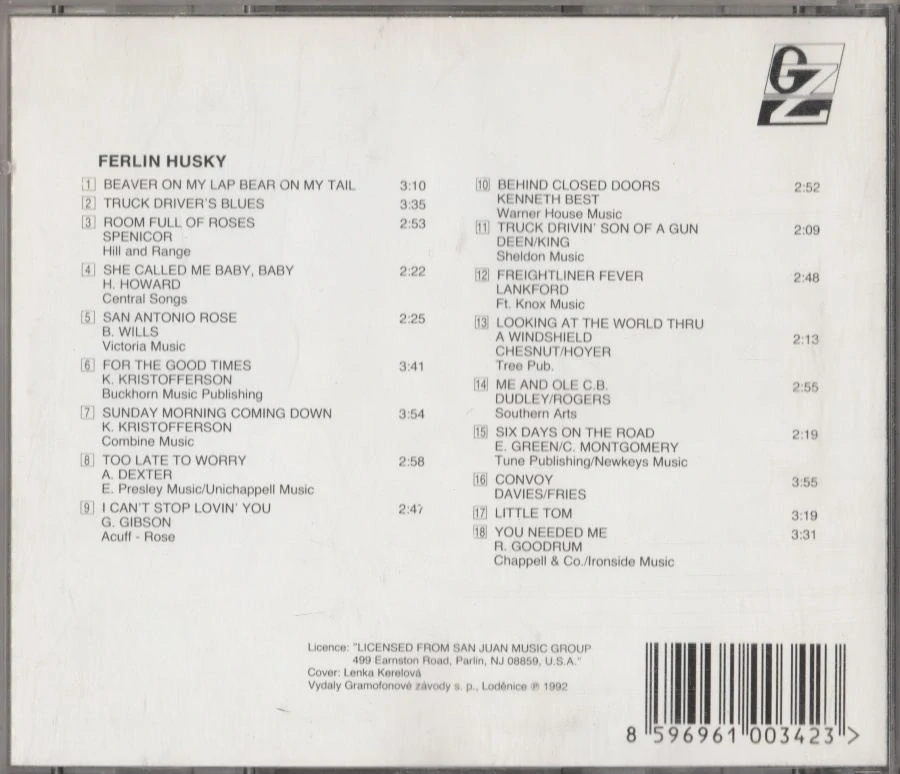 GZ
FERLIN HUSKY
1 BEAVER ON MY LAP BEAR ON MY TAIL 3:10
2 TRUCK DRIVER'S BLUES 3:35
3 ROOM FULL OF ROSES 2:53
SPENICOR
Hill and Range
4 SHE CALLED ME BABY, BABY 2:22
H. HOWARD
Central Songs
5 SAN ANTONIO ROSE 2:25
B. WILLS
Victoria Music
6 FOR THE GOOD TIMES 3:41
K. KRISTOFFERSON
Buckhorn Music Publishing
7 SUNDAY MORNING COMING DOWN 3:54
K. KRISTOFFERSON
Combine Music
8 TOO LATE TO WORRY 2:58
A. DEXTER
E. Presley Music/Unichappell Music
9 I CAN'T STOP LOVIN' YOU 2:47
G. GIBSON
Acuff - Rose
10 BEHIND CLOSED DOORS 2:52
KENNETH BEST
Warner House Music
11 TRUCK DRIVIN' SON OF A GUN 2:09
DEEN/KING
Sheldon Music
12 FREIGHTLINER FEVER 2:48
LANKFORD
Ft. Knox Music
13 LOOKING AT THE WORLD THRU
A WINDSHIELD 2:13
CHESNUT/HOYER
Tree Pub.
14 ME AND OLE C.B. 2:55
DUDLEY/ROGERS
Southern Arts
15 SIX DAYS ON THE ROAD 2:19
E. GREEN/C. MONTGOMERY
Tune Publishing/Newkeys Music
16 CONVOY 3:55
DAVIES/FRIES
17 LITTLE TOM 3:19
18 YOU NEEDED ME 3:31
R. GOODRUM
Chappell & Co./Ironside Music
Licence: "LICENSED FROM SAN JUAN MUSIC GROUP
499 Earnston Road, Parlin, NJ 08859, U.S.A."
Cover: Lenka Kerelová
Vydaly Gramofonové závody s. p., Loděnice ℗ 1992
8 596961 003423 >